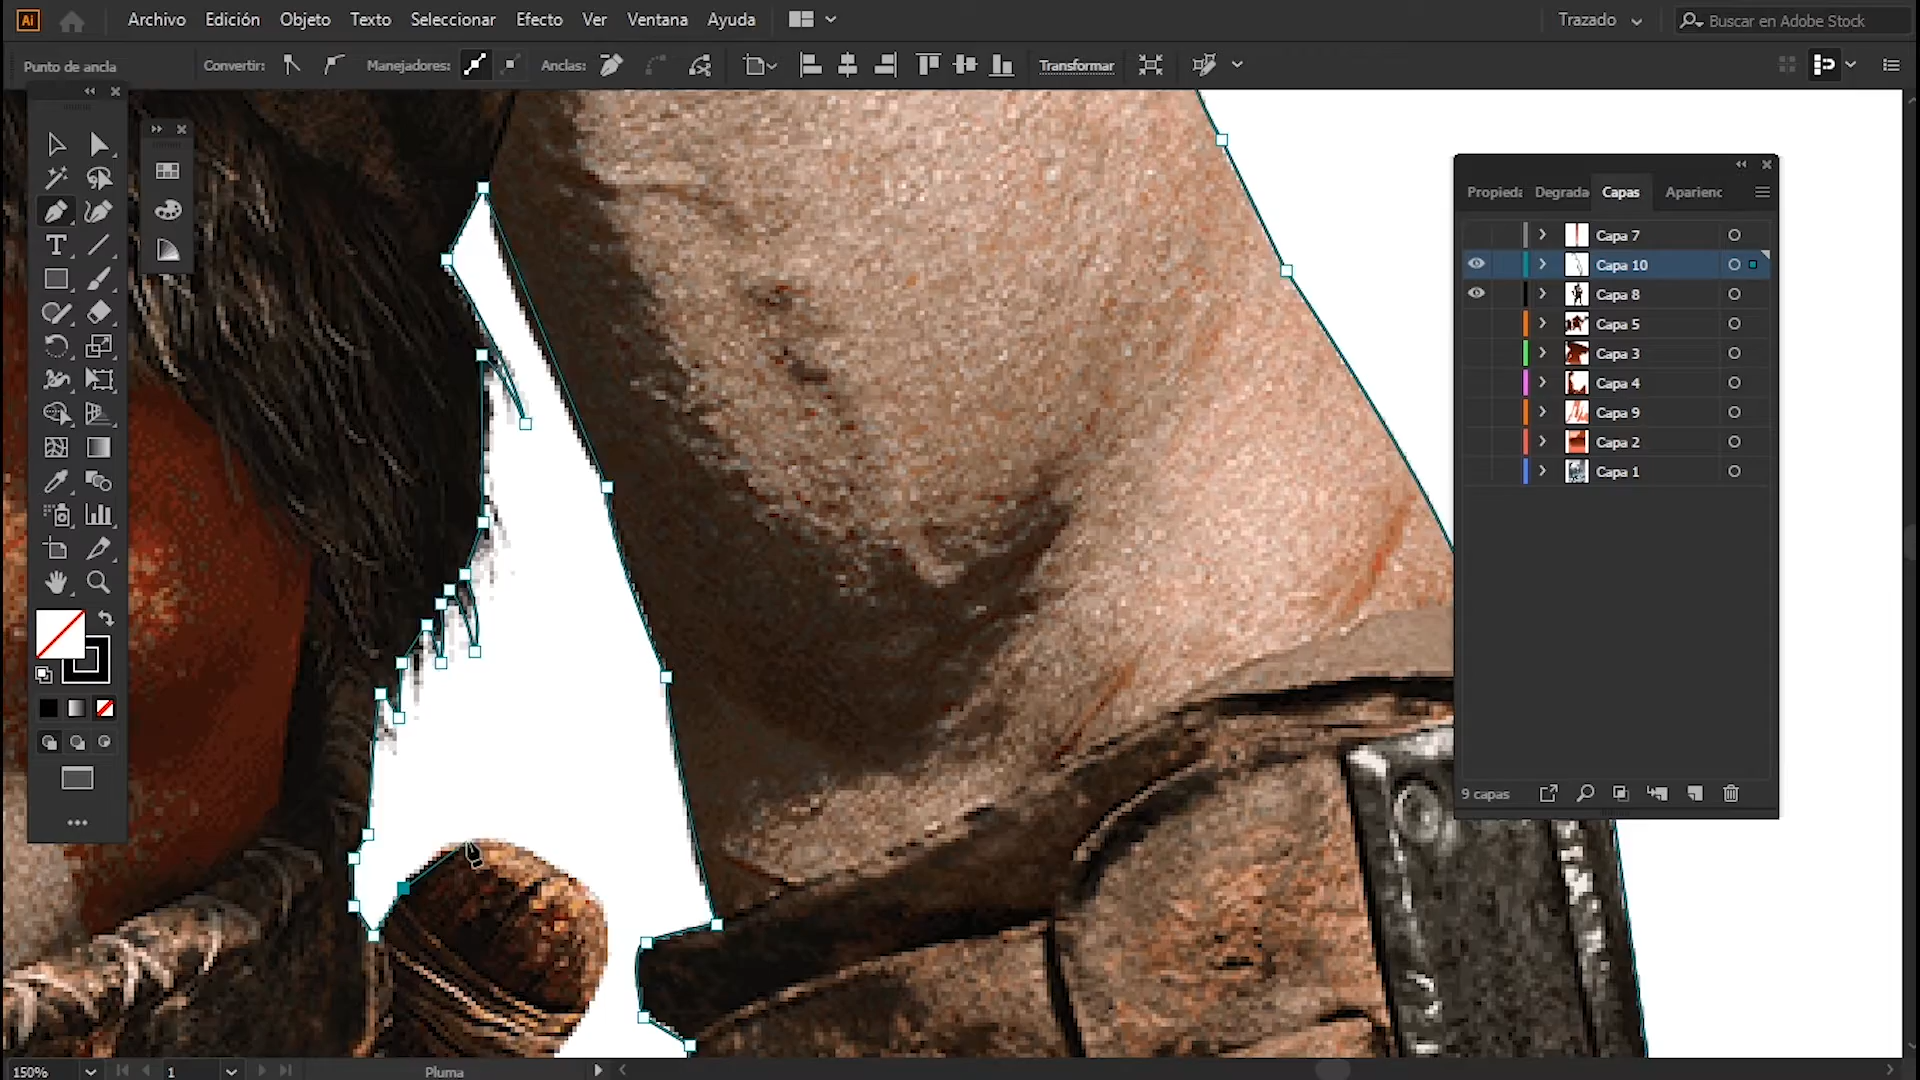 Ai Archivo Edición Objeto Texto Seleccionar Efecto Ver Ventana Ayuda Trazado Buscar en Adobe Stock
Punto de ancla Convertir: Manejadores: Anclas: Transformar
Propieda Degrada Capas Aparienc
Capa 7
Capa 10
Capa 8
Capa 5
Capa 3
Capa 4
Capa 9
Capa 2
Capa 1
9 capas
150% 1 Pluma